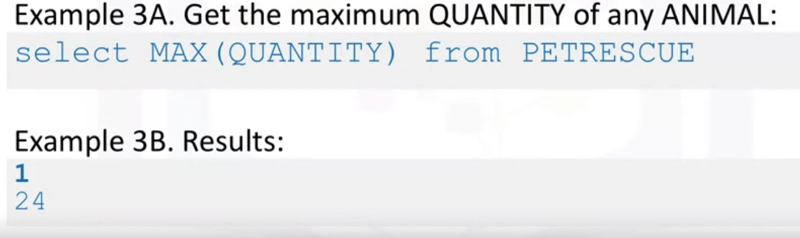 Example 3A. Get the maximum QUANTITY of any ANIMAL:
select MAX(QUANTITY) from PETRESCUE
Example 3B. Results:
1
24